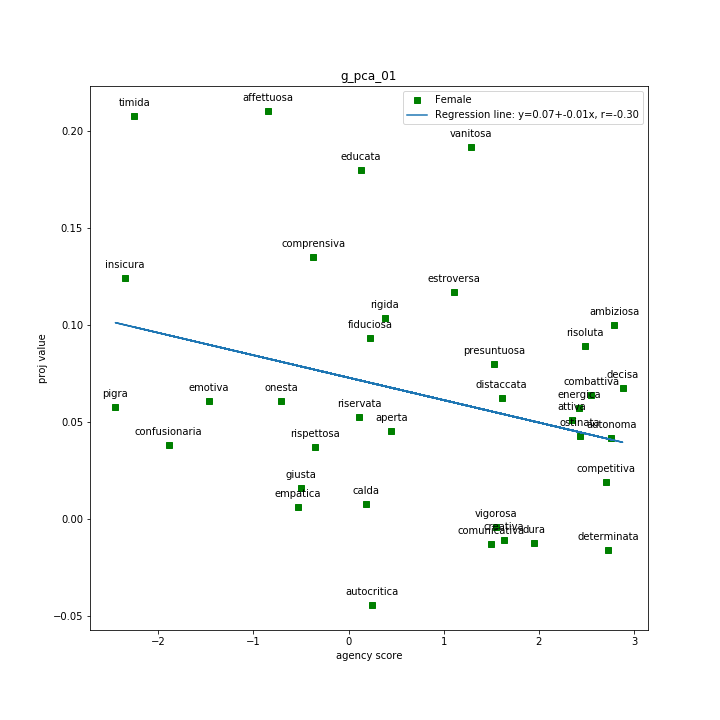 g_pca_01
Female
Regression line: y=0.07+-0.01x, r=-0.30
timida
affettuosa
vanitosa
educata
comprensiva
insicura
estroversa
rigida
ambiziosa
fiduciosa
risoluta
presuntuosa
decisa
combattiva
distaccata
pigra
emotiva
onesta
energica
attiva
riservata
aperta
ostinata
autonoma
confusionaria
rispettosa
competitiva
giusta
empatica
calda
vigorosa
creativa
comunicativa
dura
determinata
autocritica
0.20
0.15
0.10
0.05
0.00
−0.05
proj value
−2
−1
0
1
2
3
agency score